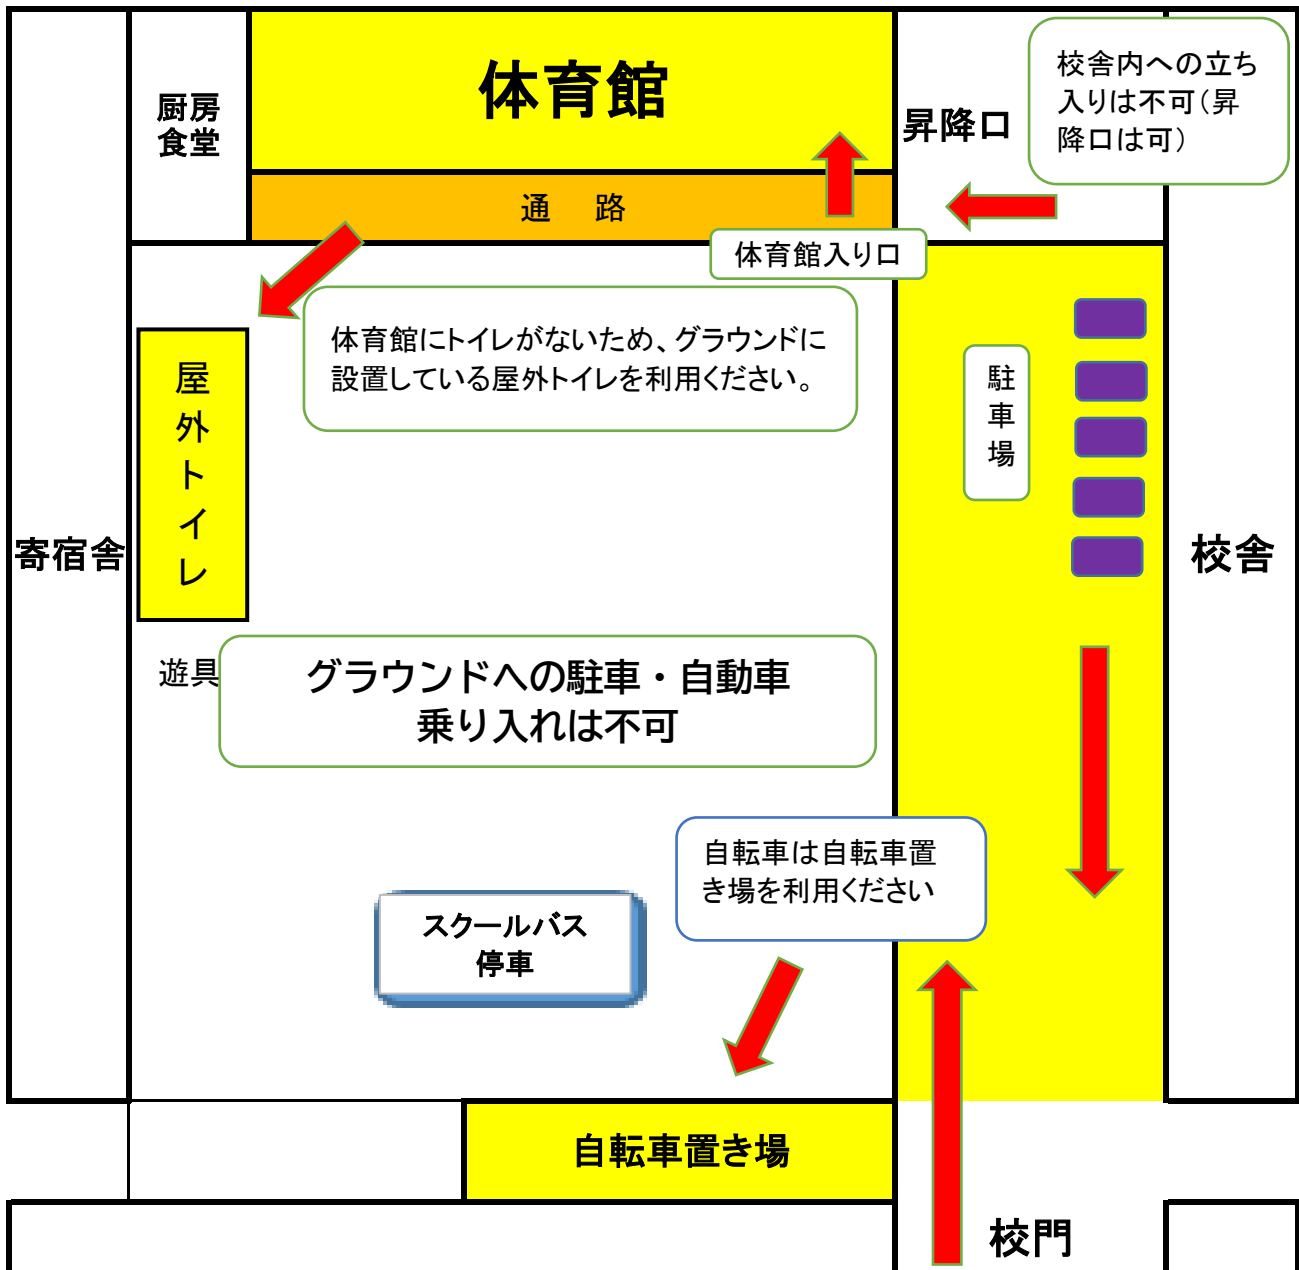 体育館
校舎内への立ち
入りは不可(昇
降口は可)
厨房
食堂
昇降口
通 路
体育館入り口
体育館にトイレがないため、グラウンドに
設置している屋外トイレを利用ください。
屋外トイレ
駐車場
寄宿舎
校舎
遊具
グラウンドへの駐車・自動車
乗り入れは不可
自転車は自転車置
き場を利用ください
スクールバス
停車
自転車置き場
校門